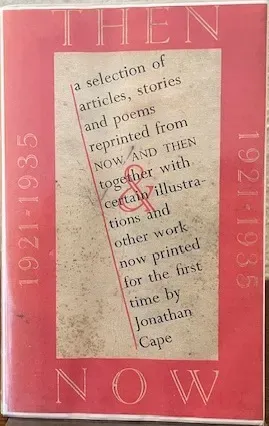 THEN
1921-1935
a selection of
articles, stories
and poems
reprinted from
NOW AND THEN
together with
&
certain illustra-
tions and
other work
now printed
for the first
time by
Jonathan
Cape
1921-1935
NOW